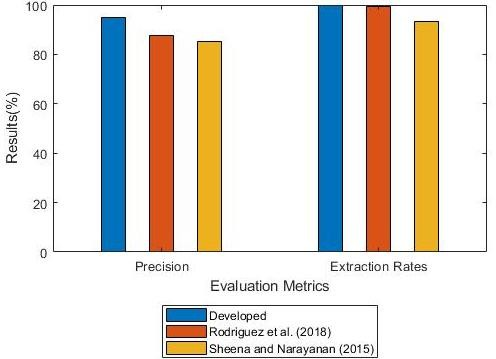 100
80
60
40
20
0
Results(%)
Precision
Extraction Rates
Evaluation Metrics
Developed
Rodriguez et al. (2018)
Sheena and Narayanan (2015)